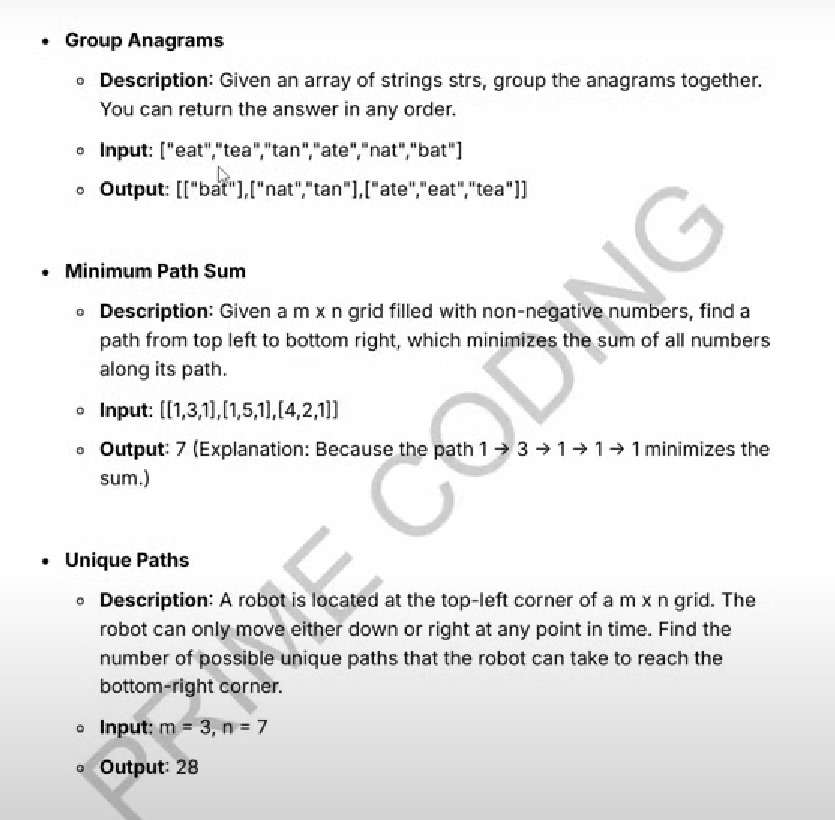 • Group Anagrams
◦ Description: Given an array of strings strs, group the anagrams together.
You can return the answer in any order.
◦ Input: ["eat","tea","tan","ate","nat","bat"]
◦ Output: [["bat"],["nat","tan"],["ate","eat","tea"]]
• Minimum Path Sum
◦ Description: Given a m x n grid filled with non-negative numbers, find a
path from top left to bottom right, which minimizes the sum of all numbers
along its path.
◦ Input: [[1,3,1],[1,5,1],[4,2,1]]
◦ Output: 7 (Explanation: Because the path 1 → 3 → 1 → 1 → 1 minimizes the
sum.)
• Unique Paths
◦ Description: A robot is located at the top-left corner of a m x n grid. The
robot can only move either down or right at any point in time. Find the
number of possible unique paths that the robot can take to reach the
bottom-right corner.
◦ Input: m = 3, n = 7
◦ Output: 28
PRIME CODING